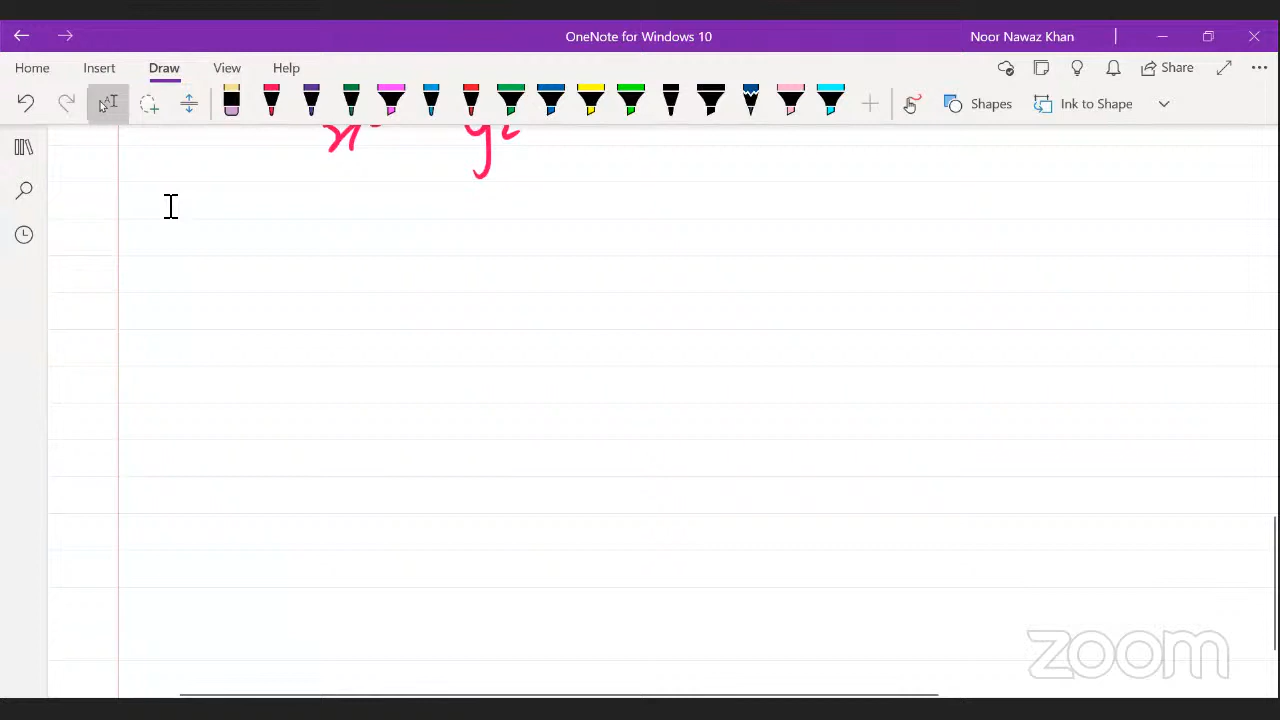 OneNote for Windows 10
Noor Nawaz Khan
Home Insert Draw View Help
Share
Shapes
Ink to Shape
zoom